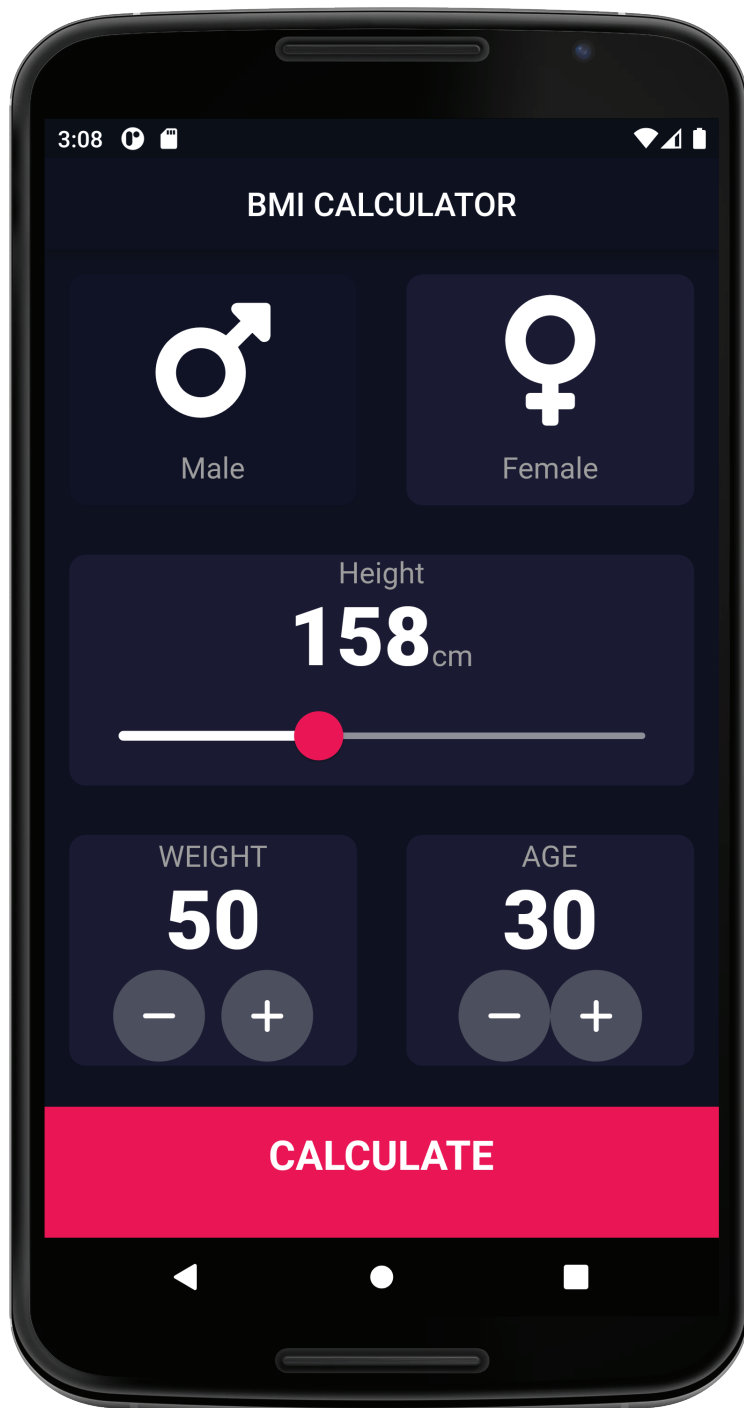 3:08
BMI CALCULATOR
Male Female
Height
158cm
WEIGHT AGE
50 30
CALCULATE